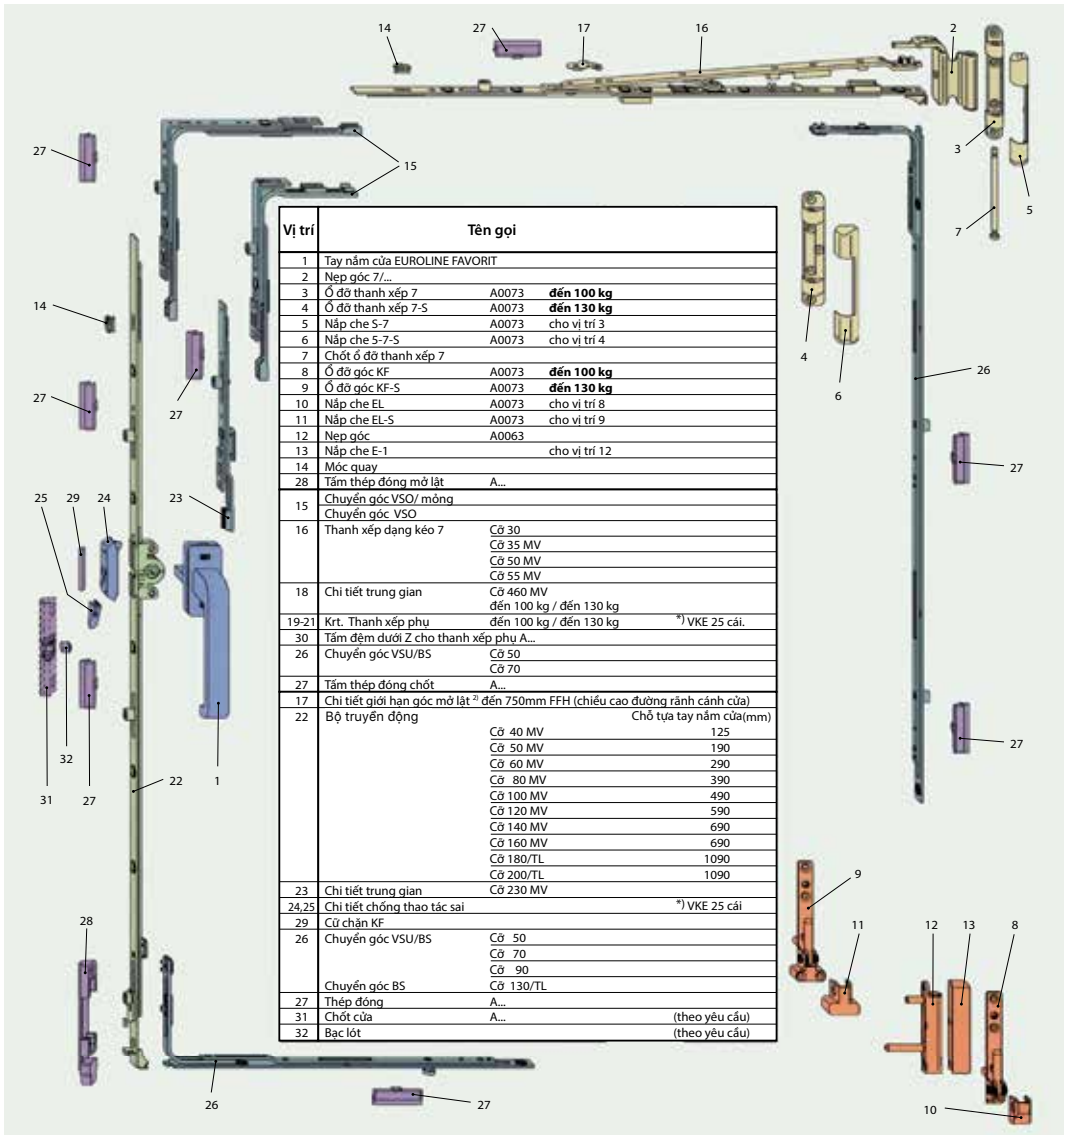 14
27
17
16
2
27
15
3
5
7
14
27
27
4
6
26
27
25
29
24
23
32
31
27
22
1
27
28
9
11
12
13
8
10
26
27
Vị trí Tên gọi
1 Tay nắm cửa EUROLINE FAVORIT
2 Nẹp góc 7/...
3 Ổ đỡ thanh xếp 7 A0073 đến 100 kg
4 Ổ đỡ thanh xếp 7-S A0073 đến 130 kg
5 Nắp che S-7 A0073 cho vị trí 3
6 Nắp che 5-7-S A0073 cho vị trí 4
7 Chốt ổ đỡ thanh xếp 7
8 Ổ đỡ góc KF A0073 đến 100 kg
9 Ổ đỡ góc KF-S A0073 đến 130 kg
10 Nắp che EL A0073 cho vị trí 8
11 Nắp che EL-S A0073 cho vị trí 9
12 Nẹp góc A0063
13 Nắp che E-1 cho vị trí 12
14 Móc quay
28 Tấm thép đóng mở lật A...
15 Chuyển góc VSO/ mỏng
Chuyển góc VSO
16 Thanh xếp dạng kéo 7 Cỡ 30
Cỡ 35 MV
Cỡ 50 MV
Cỡ 55 MV
18 Chi tiết trung gian Cỡ 460 MV
đến 100 kg / đến 130 kg
19-21 Krt. Thanh xếp phụ đến 100 kg / đến 130 kg *) VKE 25 cái.
30 Tấm đệm dưới Z cho thanh xếp phụ A...
26 Chuyển góc VSU/BS Cỡ 50
Cỡ 70
27 Tấm thép đóng chốt A...
17 Chi tiết giới hạn góc mở lật 2) đến 750mm FFH (chiều cao đường rãnh cánh cửa)
22 Bộ truyền động Chỗ tựa tay nắm cửa(mm)
Cỡ 40 MV 125
Cỡ 50 MV 190
Cỡ 60 MV 290
Cỡ 80 MV 390
Cỡ 100 MV 490
Cỡ 120 MV 590
Cỡ 140 MV 690
Cỡ 160 MV 690
Cỡ 180/TL 1090
Cỡ 200/TL 1090
23 Chi tiết trung gian Cỡ 230 MV
24,25 Chi tiết chống thao tác sai *) VKE 25 cái
29 Cữ chặn KF
26 Chuyển góc VSU/BS Cỡ 50
Cỡ 70
Cỡ 90
Chuyển góc BS Cỡ 130/TL
27 Thép đóng A...
31 Chốt cửa A... (theo yêu cầu)
32 Bạc lót (theo yêu cầu)